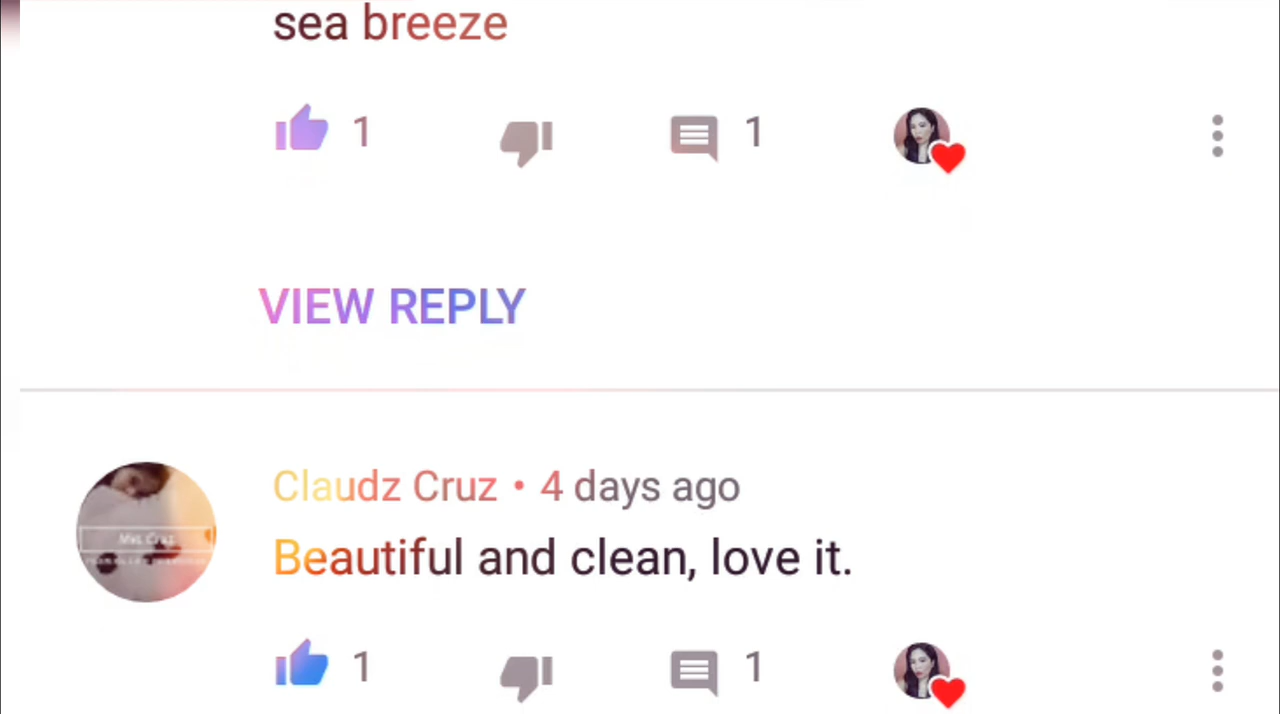 sea breeze
1
1
VIEW REPLY
Claudz Cruz • 4 days ago
Beautiful and clean, love it.
1
1